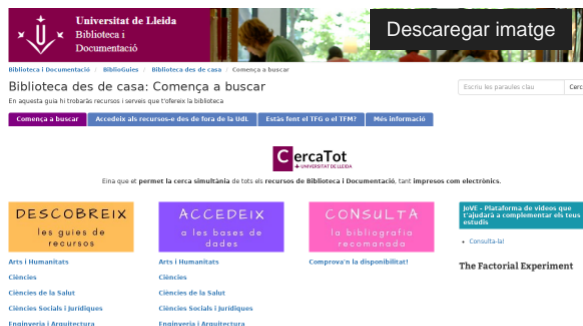 Universitat de Lleida
Biblioteca i
Documentació
Descaregar imatge
Biblioteca i Documentació / BiblioGuies / Biblioteca des de casa / Comença a buscar
Biblioteca des de casa: Comença a buscar
En aquesta guia hi trobaràs recursos i serveis que t'ofereix la biblioteca
Escriu les paraules clau
Cerc
Comença a buscar
Accedeix als recursos-e des de fora de la UdL
Estàs fent el TFG o el TFM?
Més informació
CercaTot
UNIVERSITAT DE LLEIDA
Eina que et permet la cerca simultània de tots els recursos de Biblioteca i Documentació, tant impresos com electrònics.
DESCOBREIX
les guies de
recursos
Arts i Humanitats
Ciències
Ciències de la Salut
Ciències Socials i Jurídiques
Enginyeria i Arquitectura
ACCEDEIX
a les bases de
dades
Arts i Humanitats
Ciències
Ciències de la Salut
Ciències Socials i Jurídiques
Enginyeria i Arquitectura
CONSULTA
la bibliografia
recomanada
Comprova'n la disponibilitat!
JoVE - Plataforma de vídeos que
t'ajudarà a complementar els teus
estudis
Consulta-la!
The Factorial Experiment